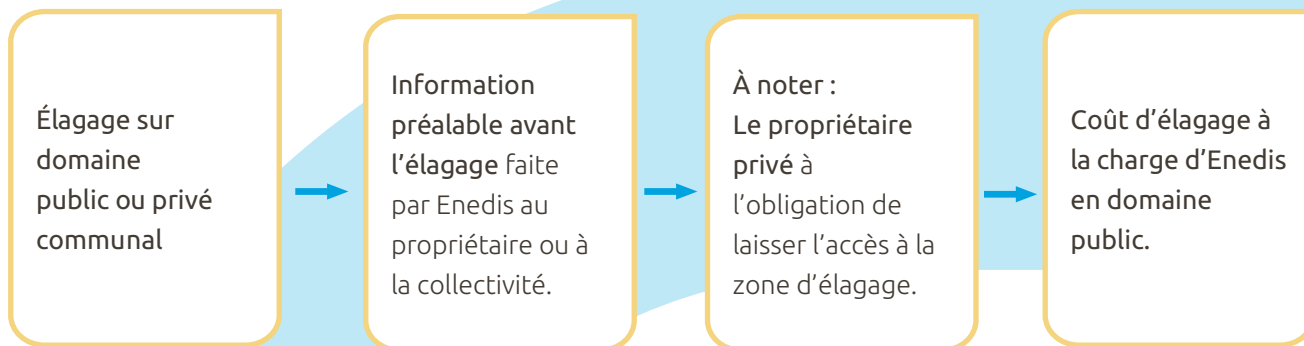 Élagage sur
domaine
public ou privé
communal
Information
préalable avant
l’élagage faite
par Enedis au
propriétaire ou à
la collectivité.
À noter :
Le propriétaire
privé à
l’obligation de
laisser l’accès à la
zone d’élagage.
Coût d’élagage à
la charge d’Enedis
en domaine
public.